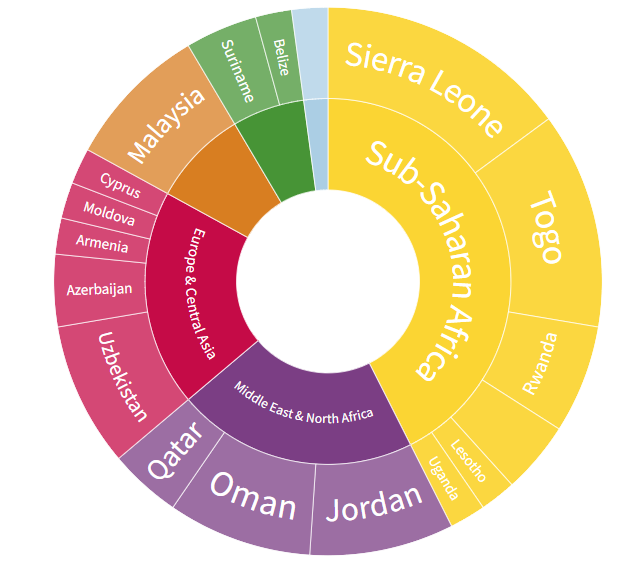 Sierra Leone
Togo
Rwanda
Lesotho
Uganda
Sub-Saharan Africa
Jordan
Oman
Qatar
Middle East & North Africa
Uzbekistan
Azerbaijan
Armenia
Moldova
Cyprus
Europe & Central Asia
Malaysia
Suriname
Belize